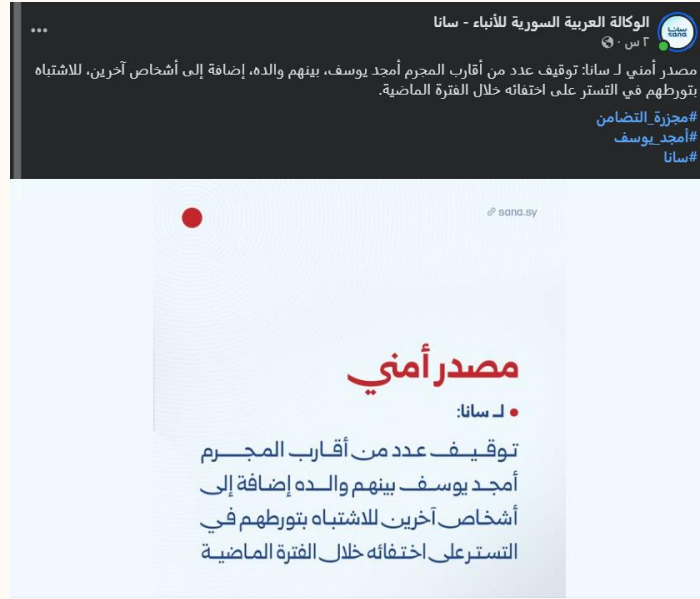 الوكالة العربية السورية للأنباء - سانا
٢ س ·
مصدر أمني لـ سانا: توقيف عدد من أقارب المجرم أمجد يوسف، بينهم والده، إضافة إلى أشخاص آخرين، للاشتباه
بتورطهم في التستر على اختفائه خلال الفترة الماضية.
#مجزرة_التضامن
#أمجد_يوسف
#سانا
سانا
sana
sana.sy
مصدر أمني
• لـ سانا:
توقيف عدد من أقارب المجرم
أمجد يوسف بينهم والده إضافة إلى
أشخاص آخرين للاشتباه بتورطهم في
التستر على اختفائه خلال الفترة الماضية